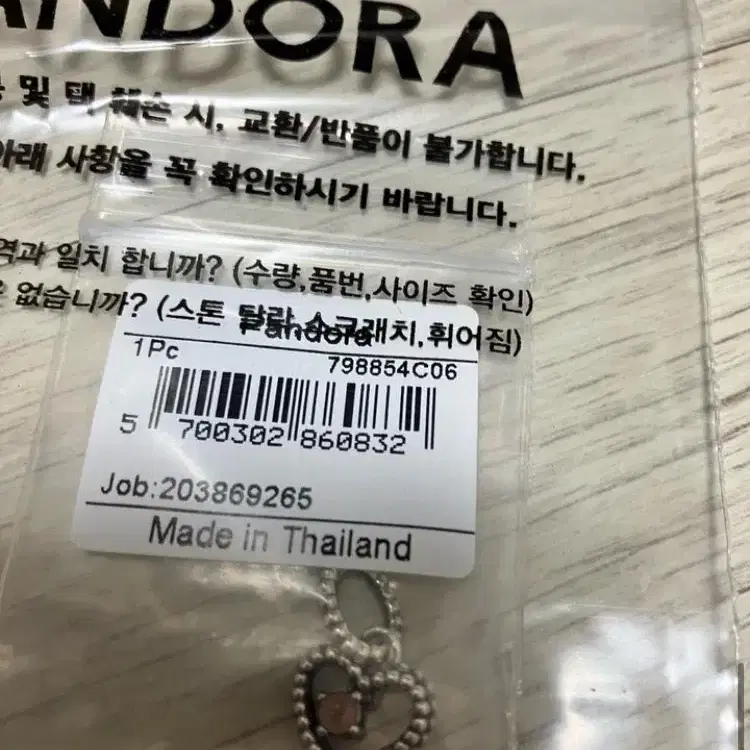 PANDORA
및 택 훼손 시, 교환/반품이 불가합니다.
아래 사항을 꼭 확인하시기 바랍니다.
일치 합니까? (수량,품번,사이즈 확인)
없습니까? (스톤 탈락,스크래치,휘어짐)
Pandora
1Pc 798854C06
5 700302 860832
Job:203869265
Made in Thailand